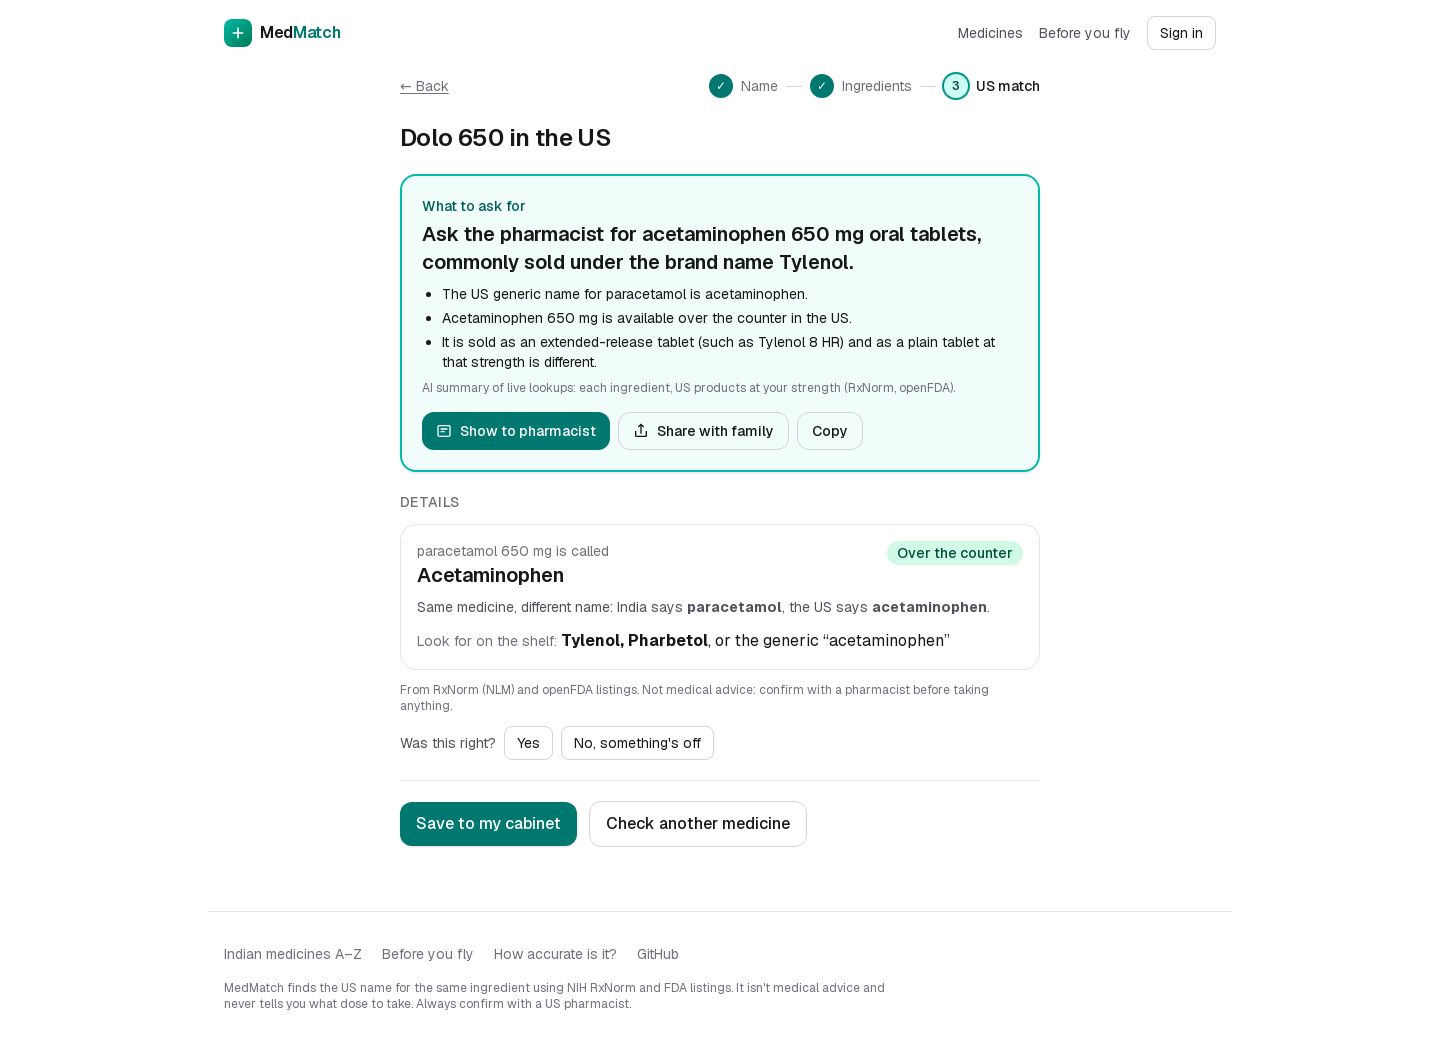 MedMatch
Medicines
Before you fly
Sign in
← Back
✓ Name
✓ Ingredients
3 US match
Dolo 650 in the US
What to ask for
Ask the pharmacist for acetaminophen 650 mg oral tablets,
commonly sold under the brand name Tylenol.
• The US generic name for paracetamol is acetaminophen.
• Acetaminophen 650 mg is available over the counter in the US.
• It is sold as an extended-release tablet (such as Tylenol 8 HR) and as a plain tablet at
that strength is different.
AI summary of live lookups: each ingredient, US products at your strength (RxNorm, openFDA).
Show to pharmacist
Share with family
Copy
DETAILS
paracetamol 650 mg is called
Over the counter
Acetaminophen
Same medicine, different name: India says paracetamol, the US says acetaminophen.
Look for on the shelf: Tylenol, Pharbetol, or the generic “acetaminophen”
From RxNorm (NLM) and openFDA listings. Not medical advice: confirm with a pharmacist before taking
anything.
Was this right?
Yes
No, something's off
Save to my cabinet
Check another medicine
Indian medicines A–Z
Before you fly
How accurate is it?
GitHub
MedMatch finds the US name for the same ingredient using NIH RxNorm and FDA listings. It isn't medical advice and
never tells you what dose to take. Always confirm with a US pharmacist.